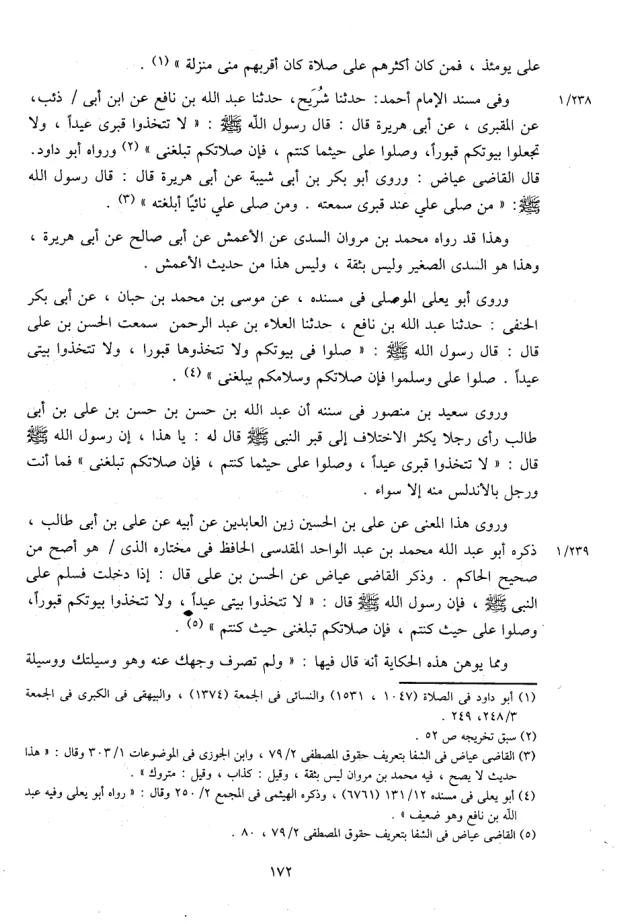 على يومئذ ، فمن كان أكثرهم على صلاة كان أقربهم منى منزلة » (١) .
١/٢٣٨ وفى مسند الإمام أحمد: حدثنا شُرَيح، حدثنا عبد الله بن نافع عن ابن أبى / ذئب،
عن المقبرى ، عن أبى هريرة قال : قال رسول الله ﷺ : « لا تتخذوا قبرى عيداً ، ولا
تجعلوا بيوتكم قبوراً، وصلوا على حيثما كنتم ، فإن صلاتكم تبلغنى » (٢) ورواه أبو داود.
قال القاضى عياض : وروى أبو بكر بن أبى شيبة عن أبى هريرة قال : قال رسول الله
ﷺ: « من صلى علي عند قبرى سمعته . ومن صلى علي نائيًا أبلغته » (٣) .
وهذا قد رواه محمد بن مروان السدى عن الأعمش عن أبى صالح عن أبى هريرة ،
وهذا هو السدى الصغير وليس بثقة ، وليس هذا من حديث الأعمش .
وروى أبو يعلى الموصلى فى مسنده ، عن موسى بن محمد بن حبان ، عن أبى بكر
الحنفى : حدثنا عبد الله بن نافع ، حدثنا العلاء بن عبد الرحمن سمعت الحسن بن على
قال : قال رسول الله ﷺ : « صلوا فى بيوتكم ولا تتخذوها قبورا ، ولا تتخذوا بيتى
عيداً . صلوا على وسلموا فإن صلاتكم وسلامكم يبلغنى » (٤) .
وروى سعيد بن منصور فى سننه أن عبد الله بن حسن بن حسن بن على بن أبى
طالب رأى رجلا يكثر الاختلاف إلى قبر النبى ﷺ قال له : يا هذا ، إن رسول الله ﷺ
قال : « لا تتخذوا قبرى عيداً ، وصلوا على حيثما كنتم ، فإن صلاتكم تبلغنى » فما أنت
ورجل بالأندلس منه إلا سواء .
وروى هذا المعنى عن على بن الحسين زين العابدين عن أبيه عن على بن أبى طالب ،
١/٢٣٩ ذكره أبو عبد الله محمد بن عبد الواحد المقدسى الحافظ فى مختاره الذى / هو أصح من
صحيح الحاكم . وذكر القاضى عياض عن الحسن بن على قال : إذا دخلت فسلم على
النبى ﷺ ، فإن رسول الله ﷺ قال : « لا تتخذوا بيتى عيداً ، ولا تتخذوا بيوتكم قبوراً،
وصلوا على حيث كنتم ، فإن صلاتكم تبلغنى حيث كنتم » (٥) .
ومما يوهن هذه الحكاية أنه قال فيها : « ولم تصرف وجهك عنه وهو وسيلتك ووسيلة
(١) أبو داود فى الصلاة (١٠٤٧ ، ١٥٣١) والنسائى فى الجمعة (١٣٧٤) ، والبيهقى فى الكبرى فى الجمعة
٢٤٨/٣، ٢٤٩ .
(٢) سبق تخريجه ص ٥٢ .
(٣) القاضى عياض فى الشفا بتعريف حقوق المصطفى ٧٩/٢ ، وابن الجوزى فى الموضوعات ٣٠٣/١ وقال : « هذا
حديث لا يصح ، فيه محمد بن مروان ليس بثقة ، وقيل : كذاب ، وقيل : متروك » .
(٤) أبو يعلى فى مسنده ١٣١/١٢ (٦٧٦١) ، وذكره الهيثمى فى المجمع ٢٥٠/٢ وقال : « رواه أبو يعلى وفيه عبد
الله بن نافع وهو ضعيف » .
(٥) القاضى عياض فى الشفا بتعريف حقوق المصطفى ٧٩/٢ ، ٨٠ .
١٧٢